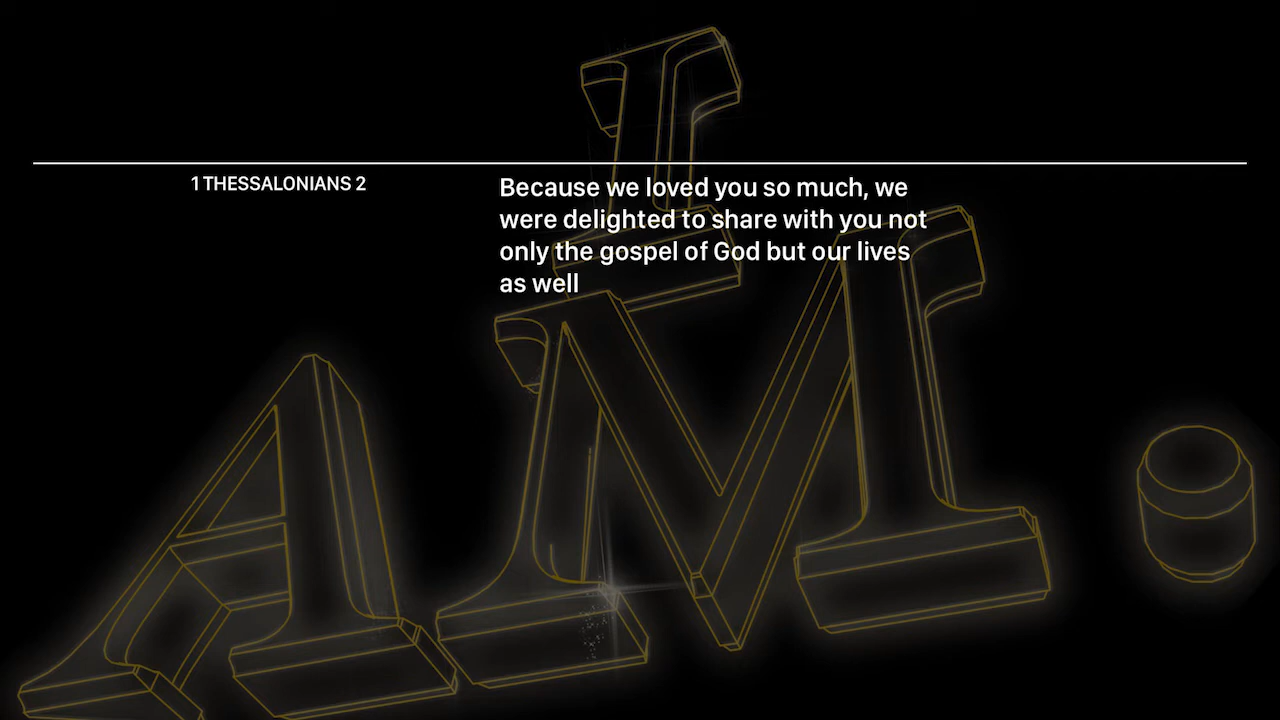 1 THESSALONIANS 2
Because we loved you so much, we
were delighted to share with you not
only the gospel of God but our lives
as well
I
AM.